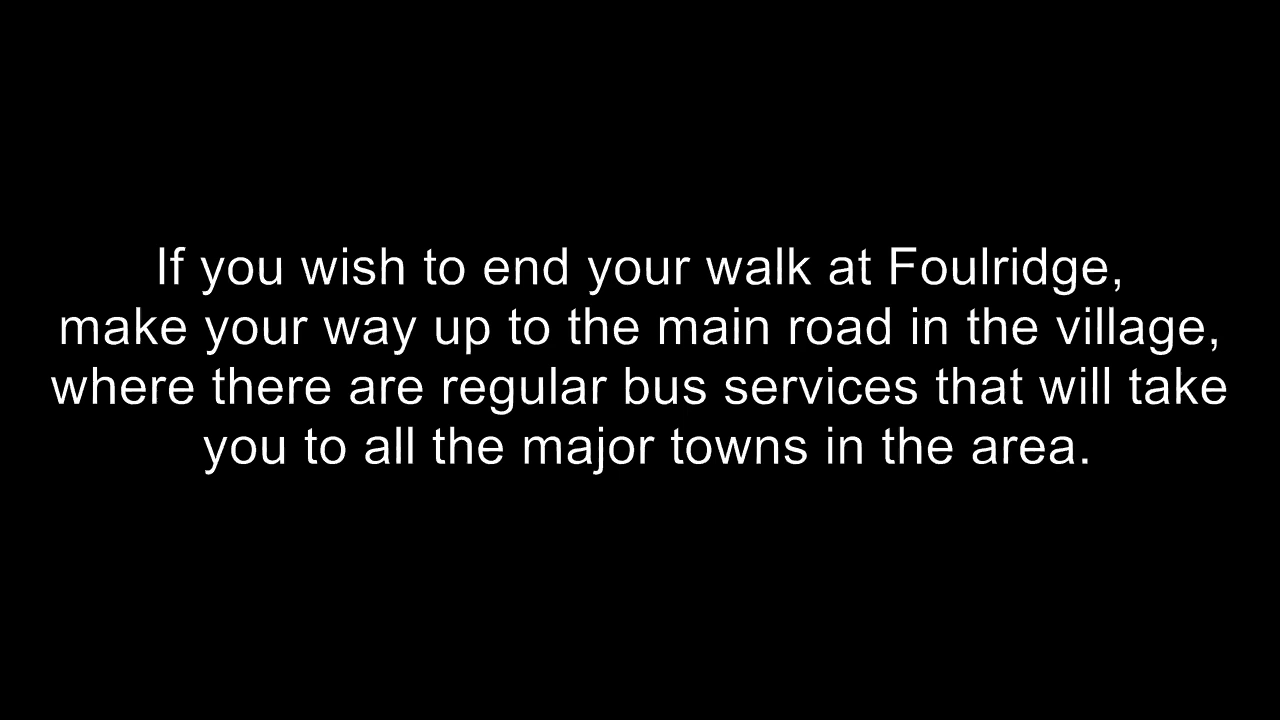 If you wish to end your walk at Foulridge,
make your way up to the main road in the village,
where there are regular bus services that will take
you to all the major towns in the area.